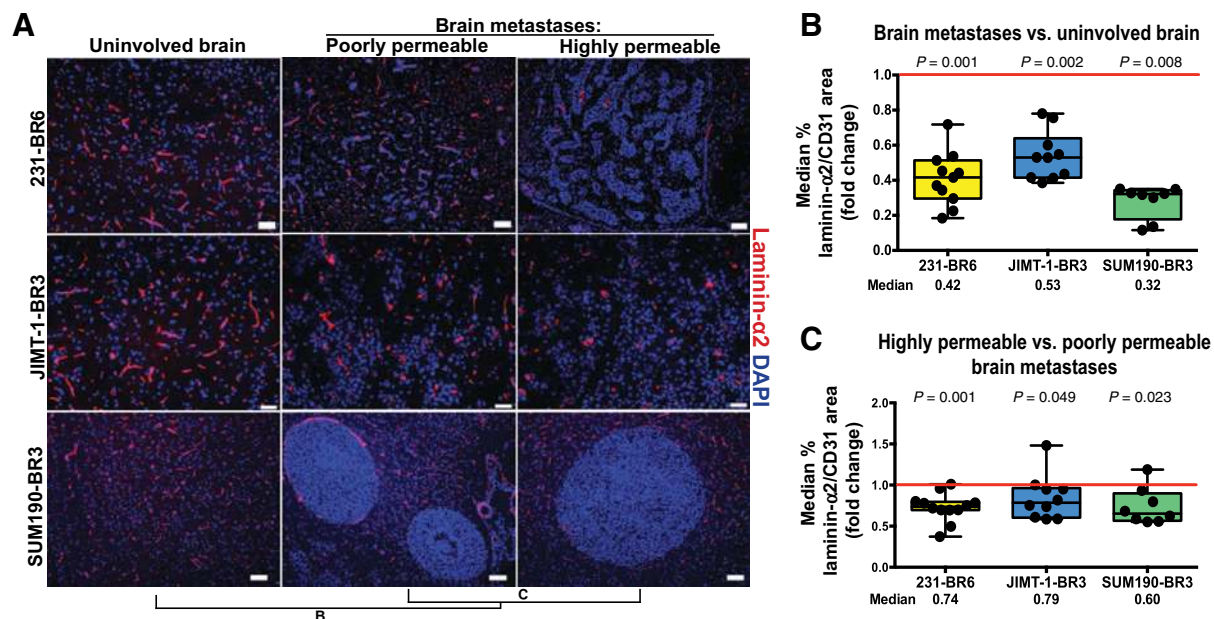 A
Brain metastases:
Uninvolved brain
Poorly permeable
Highly permeable
231-BR6
JIMT-1-BR3
SUM190-BR3
Laminin-α2 DAPI
B
C
B
Brain metastases vs. uninvolved brain
P = 0.001
P = 0.002
P = 0.008
Median %
laminin-α2/CD31 area
(fold change)
1.0
0.8
0.6
0.4
0.2
0.0
231-BR6 JIMT-1-BR3 SUM190-BR3
Median 0.42 0.53 0.32
C
Highly permeable vs. poorly permeable
brain metastases
P = 0.001
P = 0.049
P = 0.023
Median %
laminin-α2/CD31 area
(fold change)
2.0
1.5
1.0
0.5
0.0
231-BR6 JIMT-1-BR3 SUM190-BR3
Median 0.74 0.79 0.60